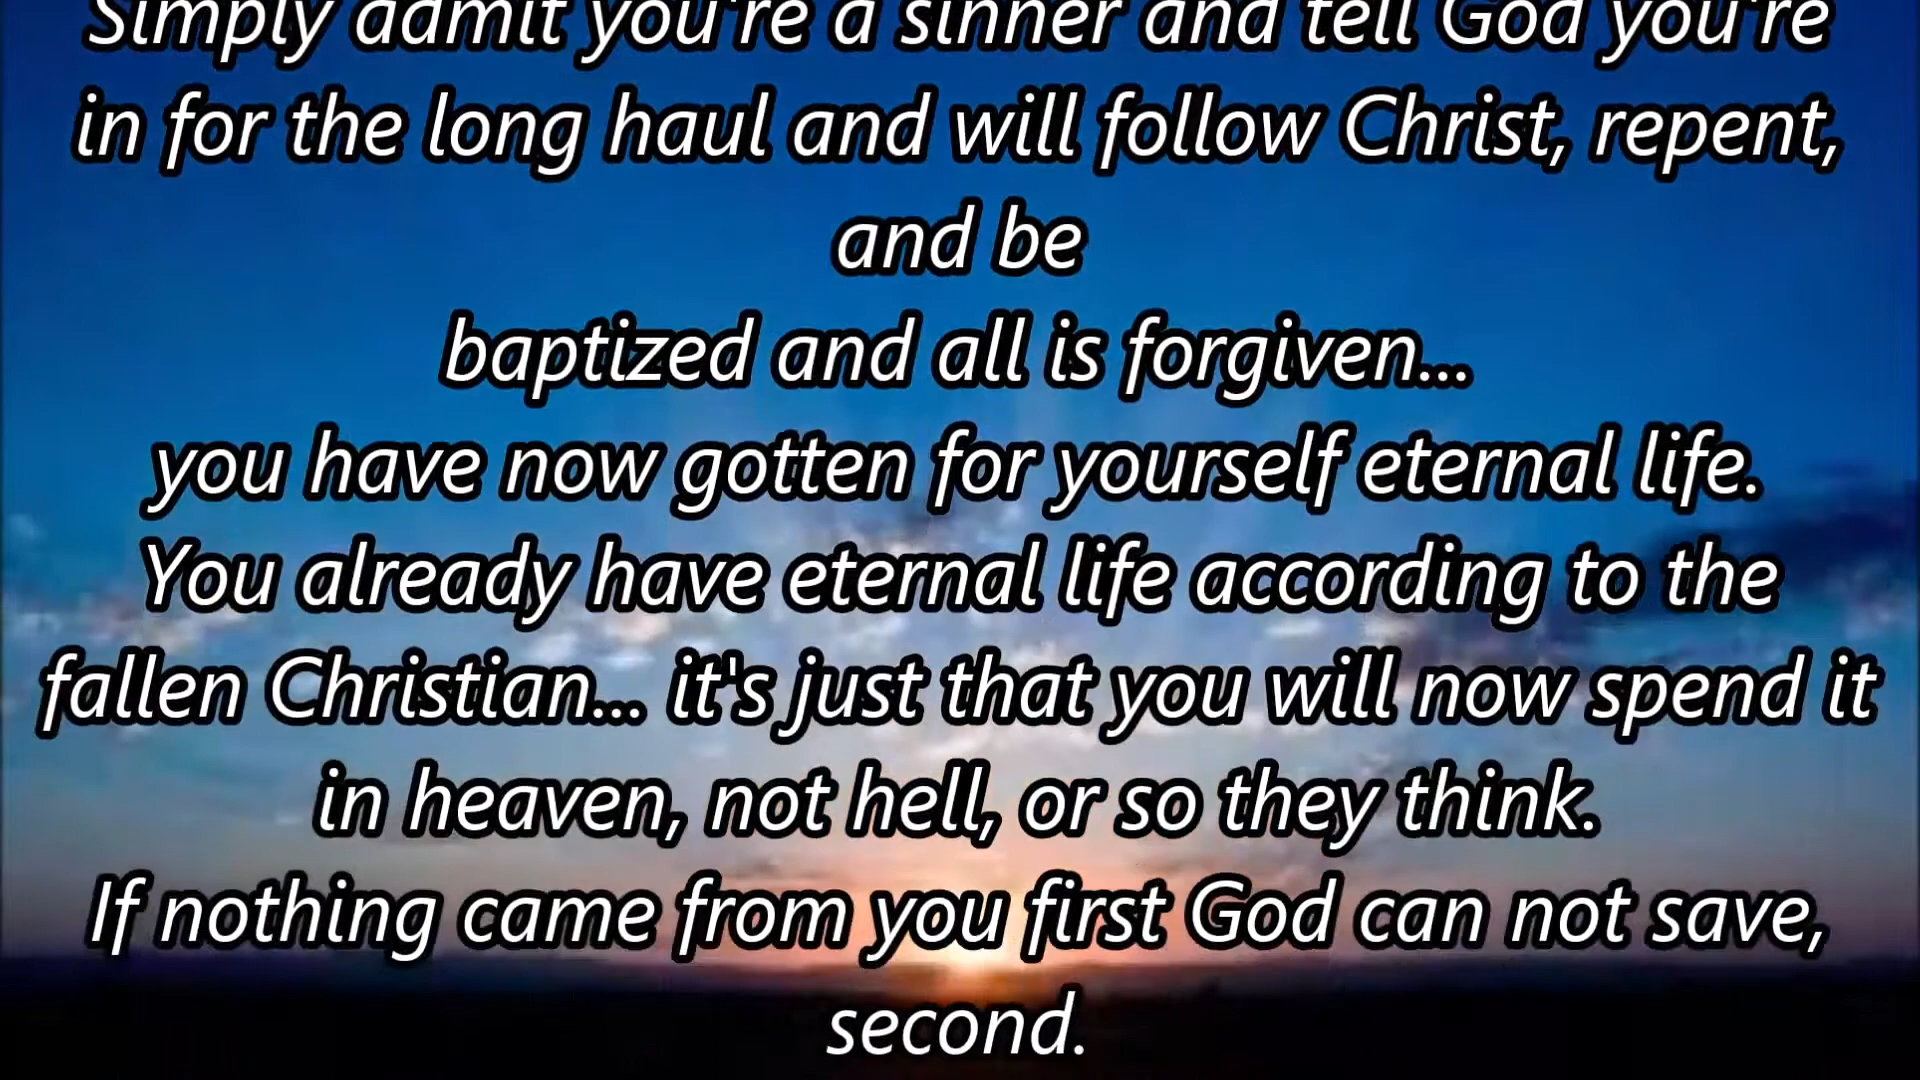 Simply admit you're a sinner and tell God you're
in for the long haul and will follow Christ, repent,
and be
baptized and all is forgiven...
you have now gotten for yourself eternal life.
You already have eternal life according to the
fallen Christian... it's just that you will now spend it
in heaven, not hell, or so they think.
If nothing came from you first God can not save,
second.